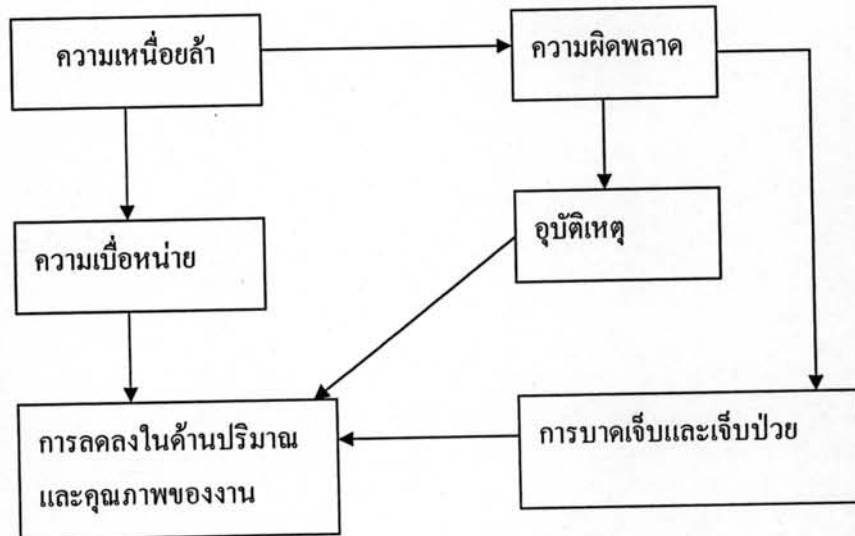 ความเหนื่อยล้า
ความผิดพลาด
ความเบื่อหน่าย
อุบัติเหตุ
การลดลงในด้านปริมาณ
และคุณภาพของงาน
การบาดเจ็บและเจ็บป่วย